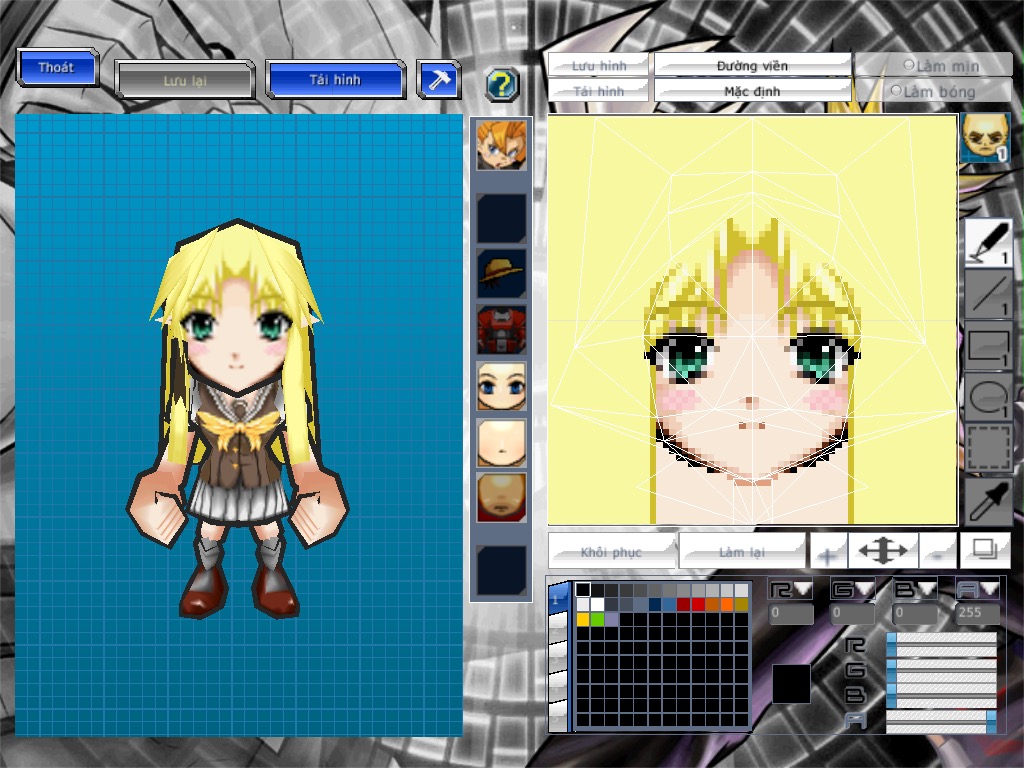 Thoát
Lưu lại
Tải hình
?
Lưu hình
Đường viền
Làm mịn
Tải hình
Mặc định
Làm bóng
1
1
1
1
1
Khôi phục
Làm lại
+
-
1
R G B A
0 0 0 255
R
G
B
A